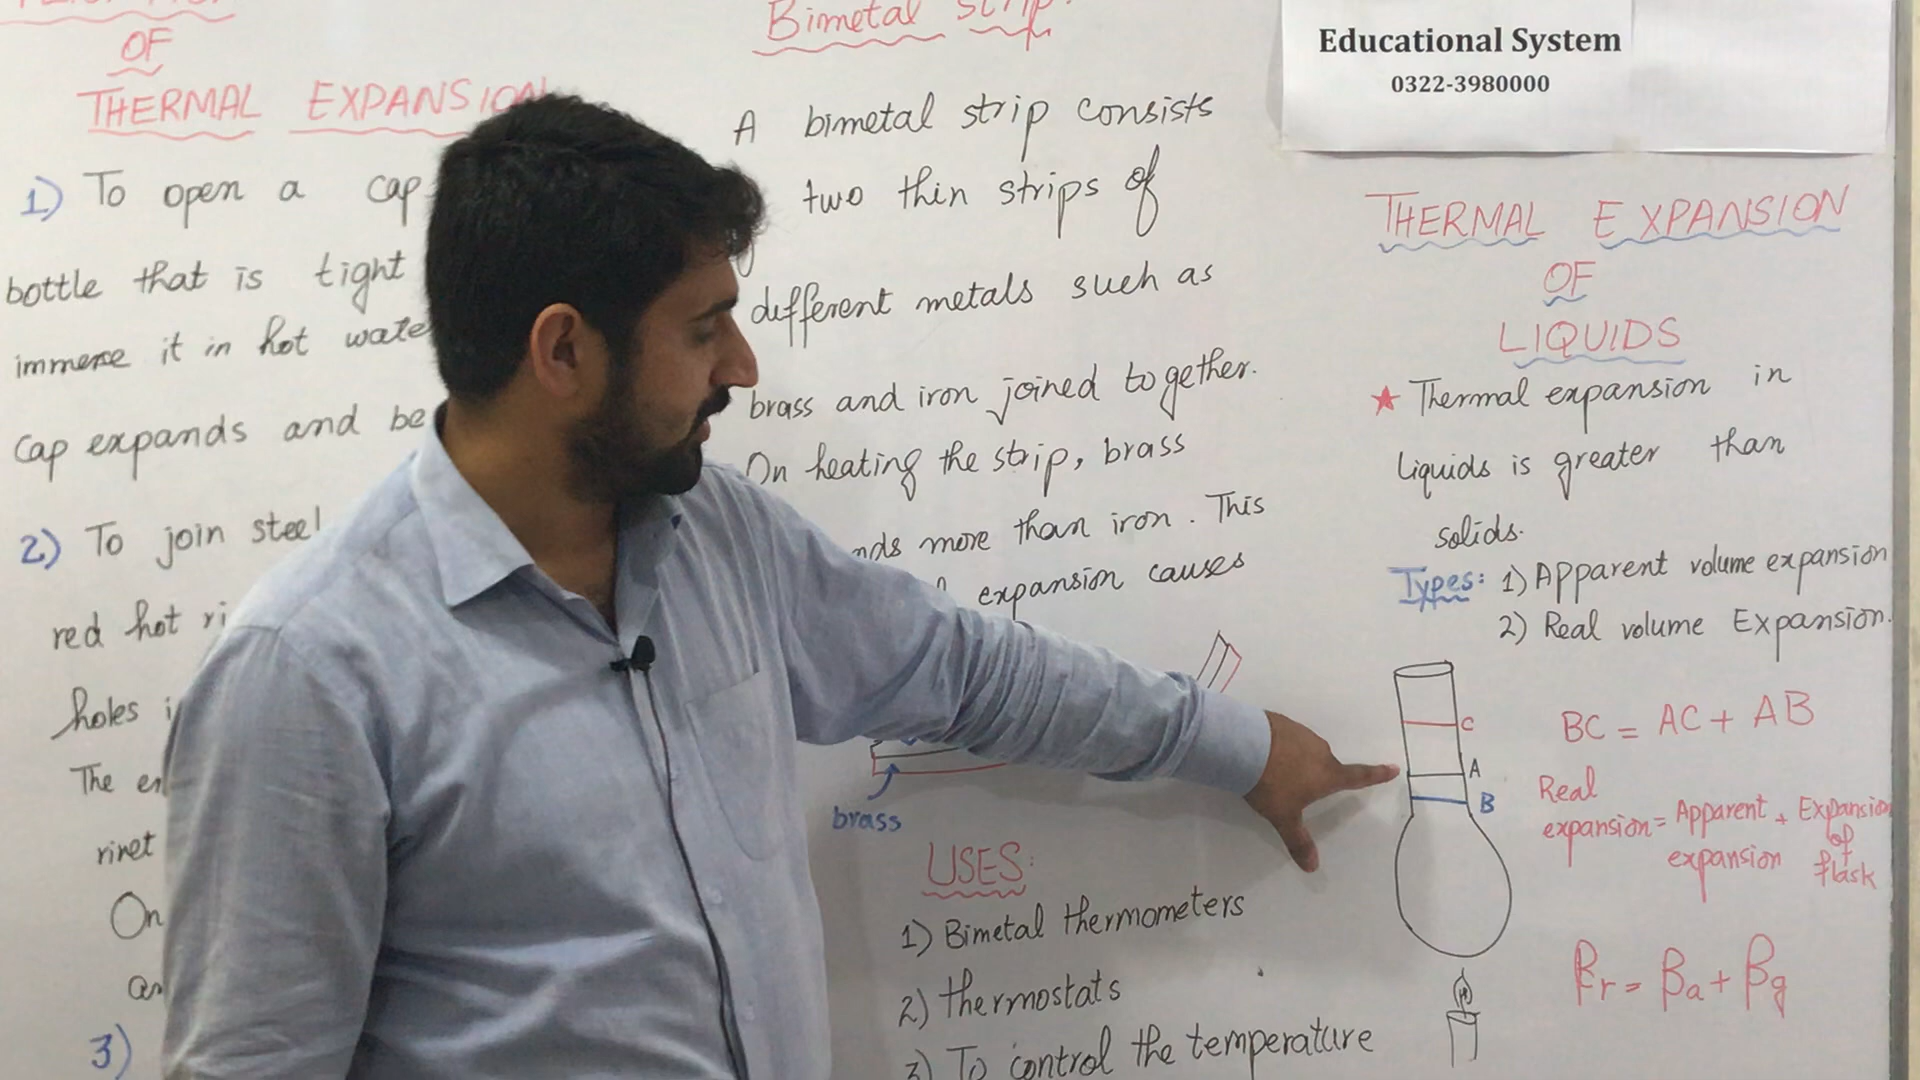 OF
THERMAL EXPANSION
1) To open a cap
bottle that is tight
immerse it in hot wate
Cap expands and be
2) To join steel
red hot ri
holes i
The en
rivet
On
an
3)
Bimetal strip.
A bimetal strip consists
two thin strips of
different metals such as
brass and iron joined together.
On heating the strip, brass
nds more than iron. This
expansion causes
brass
USES:
1) Bimetal thermometers
2) thermostats
3) To control the temperature
Educational System
0322-3980000
THERMAL EXPANSION
OF
LIQUIDS
★ Thermal expansion in
liquids is greater than
solids.
Types: 1) Apparent volume expansion
2) Real volume Expansion.
C
A
B
BC = AC + AB
Real
expansion = Apparent + Expansion
of
expansion flask
βr = βa + βg